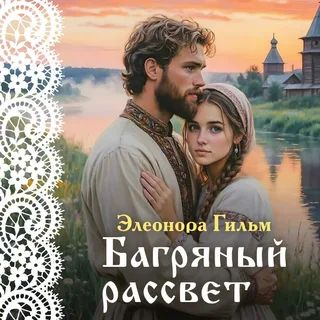 Элеонора Гильм
Багряный
рассвет